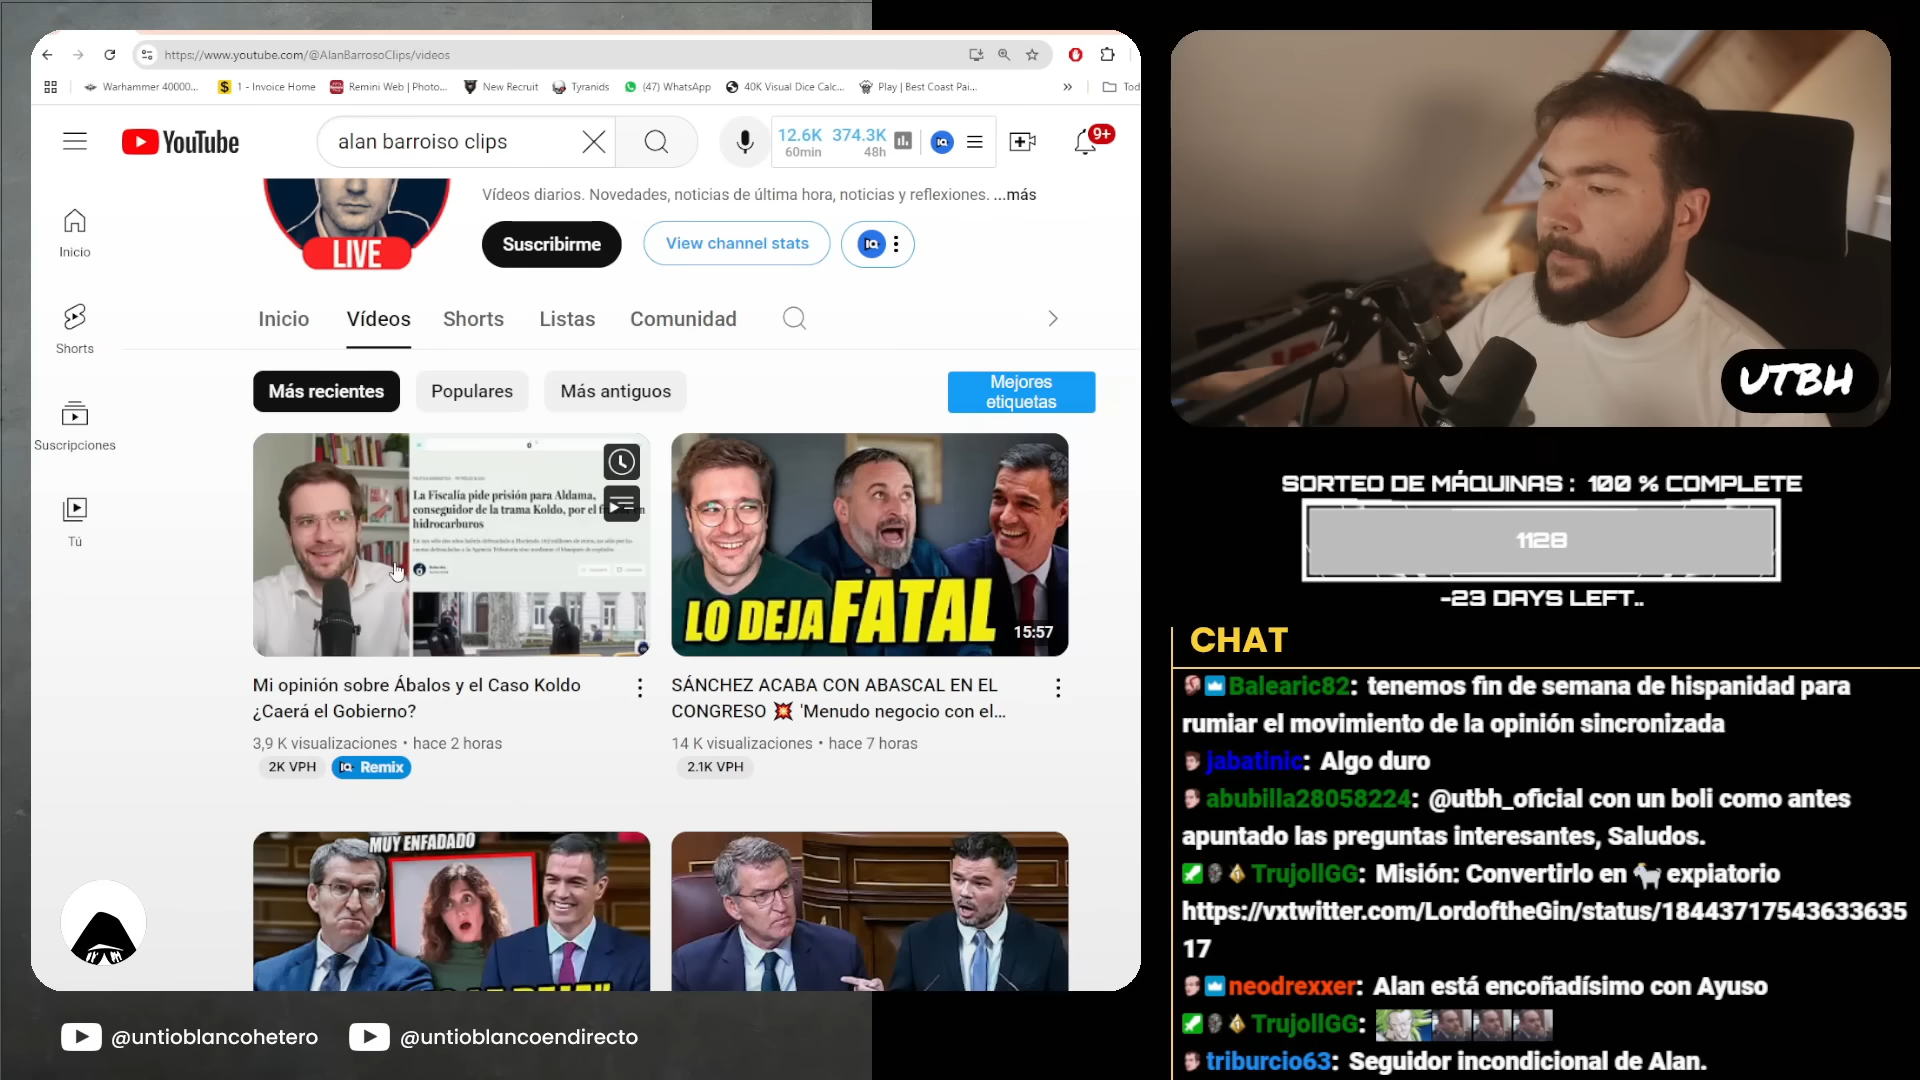 https://www.youtube.com/@AlanBarrosoClips/videos
Warhammer 40000...
1 - Invoice Home
Remini Web | Photo...
New Recruit
Tyranids
(47) WhatsApp
40K Visual Dice Calc...
Play | Best Coast Pai...
Tod
YouTube
alan barroiso clips
12.6K 374.3K
60min 48h
9+
Inicio
Shorts
Suscripciones
Tú
LIVE
Vídeos diarios. Novedades, noticias de última hora, noticias y reflexiones. ...más
Suscribirme
View channel stats
Inicio
Vídeos
Shorts
Listas
Comunidad
Más recientes
Populares
Más antiguos
Mejores
etiquetas
La Fiscalía pide prisión para Aldama,
conseguidor de la trama Koldo, por el
hidrocarburos
LO DEJA FATAL
15:57
Mi opinión sobre Ábalos y el Caso Koldo
¿Caerá el Gobierno?
3,9 K visualizaciones • hace 2 horas
2K VPH
Remix
SÁNCHEZ ACABA CON ABASCAL EN EL
CONGRESO 💥 'Menudo negocio con el...
14 K visualizaciones • hace 7 horas
2.1K VPH
MUY ENFADADO
@untioblancohetero
@untioblancoendirecto
UTBH
SORTEO DE MÁQUINAS : 100 % COMPLETE
1128
-23 DAYS LEFT..
CHAT
Balearic82: tenemos fin de semana de hispanidad para
rumiar el movimiento de la opinión sincronizada
jabatinic: Algo duro
abubilla28058224: @utbh_oficial con un boli como antes
apuntado las preguntas interesantes, Saludos.
TrujollGG: Misión: Convertirlo en 🐐 expiatorio
https://vxtwitter.com/LordoftheGin/status/18443717543633635
17
neodrexxer: Alan está encoñadísimo con Ayuso
TrujollGG:
triburcio63: Seguidor incondicional de Alan.